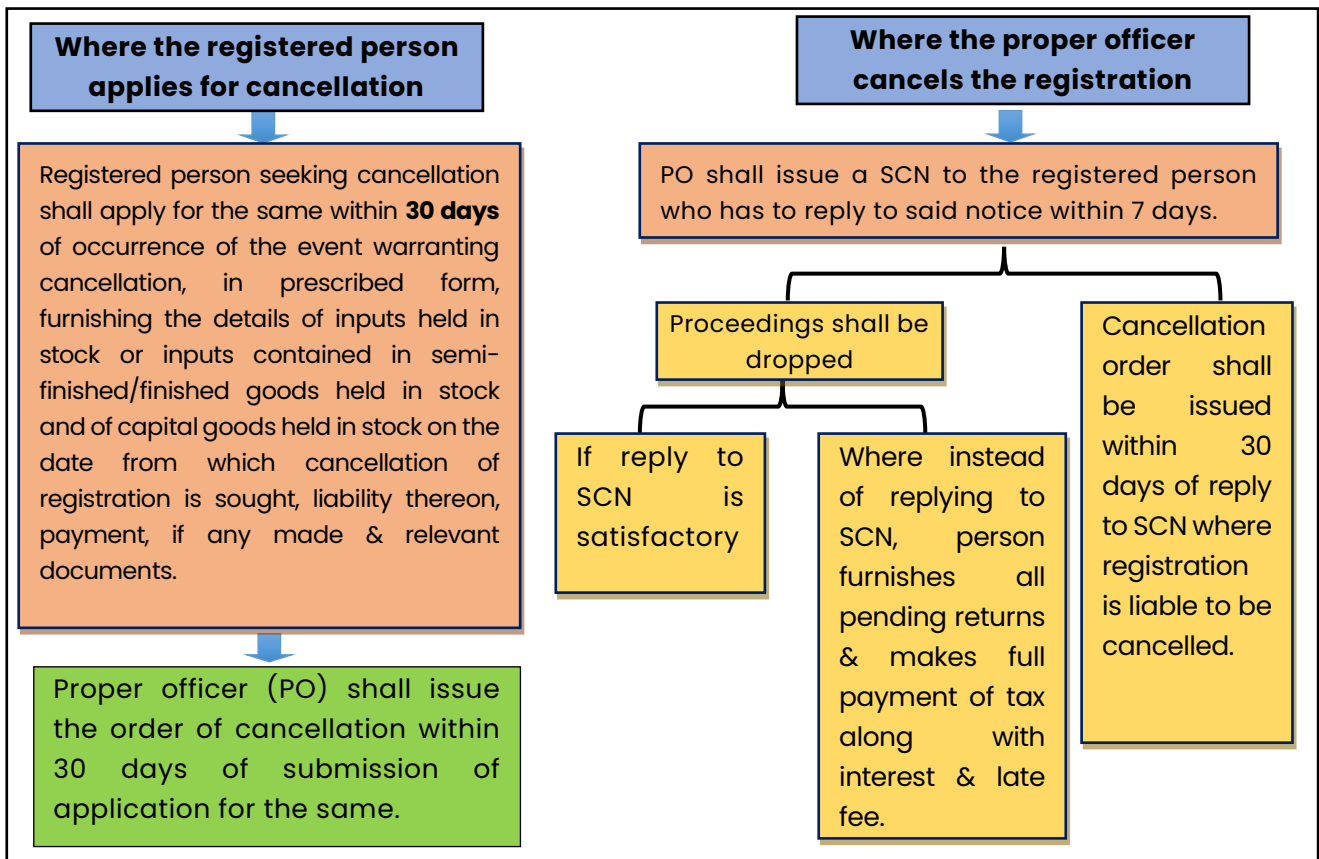 Where the registered person
applies for cancellation
Registered person seeking cancellation
shall apply for the same within 30 days
of occurrence of the event warranting
cancellation, in prescribed form,
furnishing the details of inputs held in
stock or inputs contained in semi-
finished/finished goods held in stock
and of capital goods held in stock on the
date from which cancellation of
registration is sought, liability thereon,
payment, if any made & relevant
documents.
Proper officer (PO) shall issue
the order of cancellation within
30 days of submission of
application for the same.
Where the proper officer
cancels the registration
PO shall issue a SCN to the registered person
who has to reply to said notice within 7 days.
Proceedings shall be
dropped
If reply to
SCN is
satisfactory
Where instead
of replying to
SCN, person
furnishes all
pending returns
& makes full
payment of tax
along with
interest & late
fee.
Cancellation
order shall
be issued
within 30
days of reply
to SCN where
registration
is liable to be
cancelled.